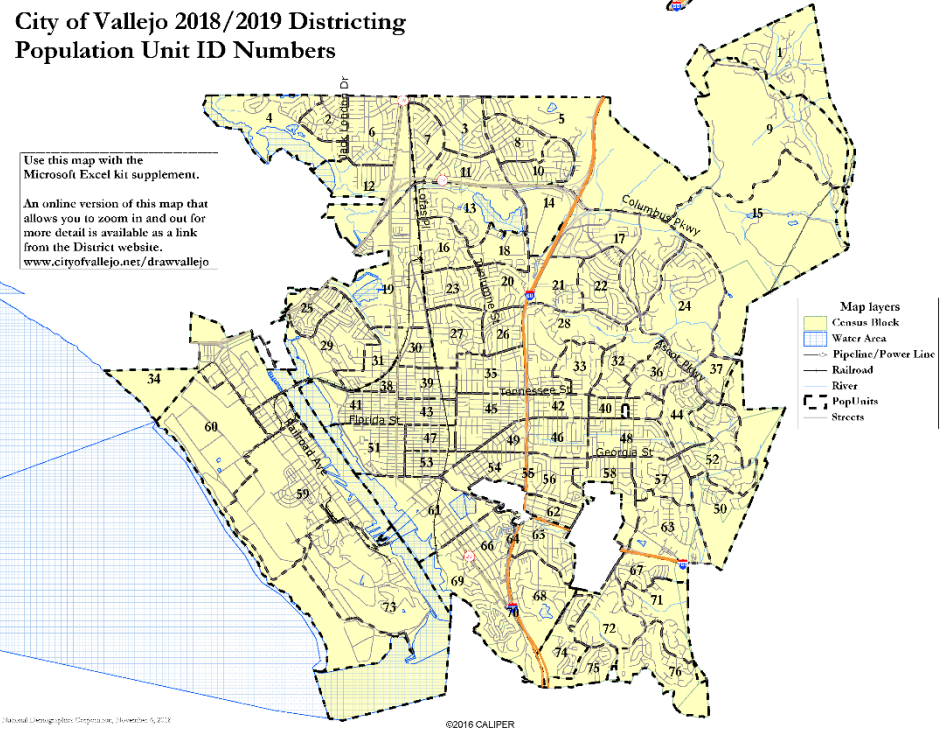 City of Vallejo 2018/2019 Districting
Population Unit ID Numbers
Use this map with the
Microsoft Excel kit supplement.
An online version of this map that
allows you to zoom in and out for
more detail is available as a link
from the District website.
www.cityofvallejo.net/drawvallejo
1
Jack London Dr
4
2
6
7
3
8
5
9
11
10
12
13
14
15
Columbus Pkwy
16
18
17
19
23
20
21
22
24
25
27
26
28
29
30
31
35
33
32
36
Ascot Pkwy
37
34
38
39
Tennessee St
41
43
45
42
40
44
Florida St
60
51
47
49
46
48
Georgia St
52
Railroad Ave
53
54
55
56
58
57
59
50
61
62
63
66
64
65
69
67
73
70
68
71
72
74
75
76
Map layers
Census Block
Water Area
Pipeline/Power Line
Railroad
River
PopUnits
Streets
National Demographics Corporation, November 6, 2018
©2016 CALIPER